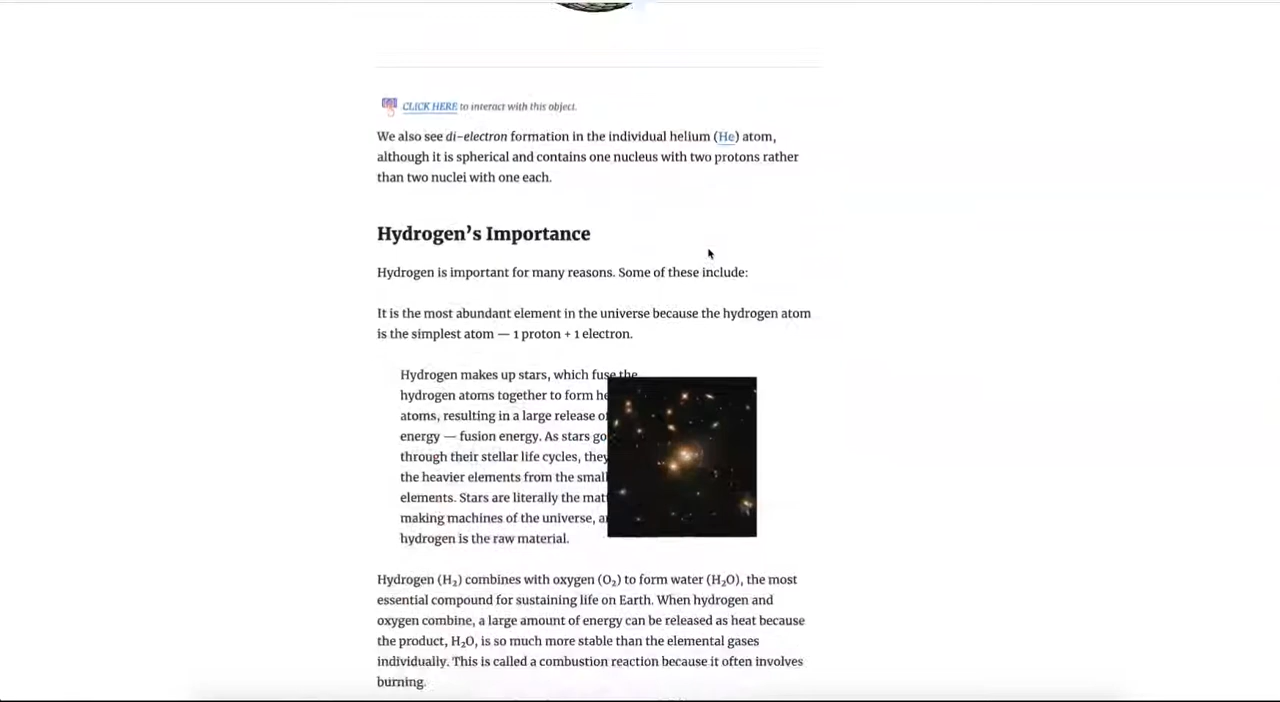 CLICK HERE to interact with this object.
We also see di-electron formation in the individual helium (He) atom,
although it is spherical and contains one nucleus with two protons rather
than two nuclei with one each.
Hydrogen's Importance
Hydrogen is important for many reasons. Some of these include:
It is the most abundant element in the universe because the hydrogen atom
is the simplest atom — 1 proton + 1 electron.
Hydrogen makes up stars, which fuse the
hydrogen atoms together to form
atoms, resulting in a large release
energy — fusion energy. As stars go
through their stellar life cycles, they
the heavier elements from the
elements. Stars are literally the
making machines of the universe,
hydrogen is the raw material.
Hydrogen (H₂) combines with oxygen (O₂) to form water (H₂O), the most
essential compound for sustaining life on Earth. When hydrogen and
oxygen combine, a large amount of energy can be released as heat because
the product, H₂O, is so much more stable than the elemental gases
individually. This is called a combustion reaction because it often involves
burning.